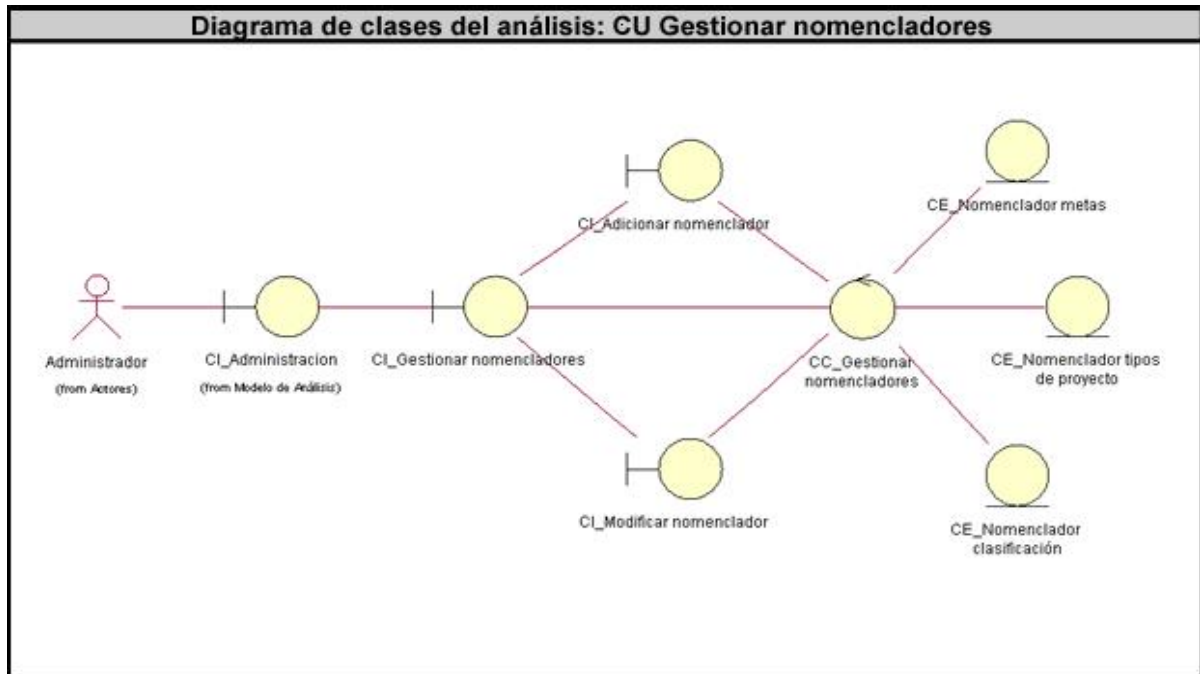 Diagrama de clases del análisis: CU Gestionar nomencladores
CI_Adicionar nomenclador
CE_Nomenclador metas
Administrador
(from Actores)
CI_Administracion
(from Modelo de Análisis)
CI_Gestionar nomencladores
CC_Gestionar
nomencladores
CE_Nomenclador tipos
de proyecto
CI_Modificar nomenclador
CE_Nomenclador
clasificación